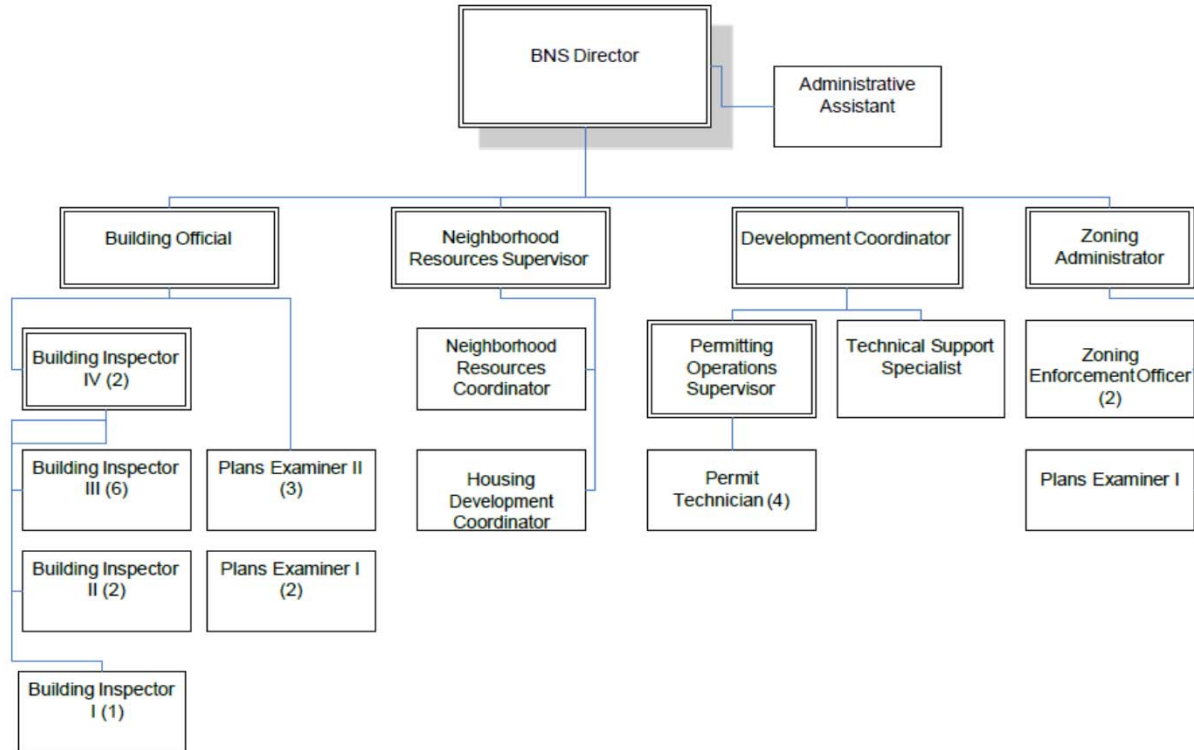 BNS Director
Administrative
Assistant
Building Official
Neighborhood
Resources Supervisor
Development Coordinator
Zoning
Administrator
Building Inspector
IV (2)
Neighborhood
Resources
Coordinator
Permitting
Operations
Supervisor
Technical Support
Specialist
Zoning
Enforcement Officer
(2)
Building Inspector
III (6)
Plans Examiner II
(3)
Housing
Development
Coordinator
Permit
Technician (4)
Plans Examiner I
Building Inspector
II (2)
Plans Examiner I
(2)
Building Inspector
I (1)